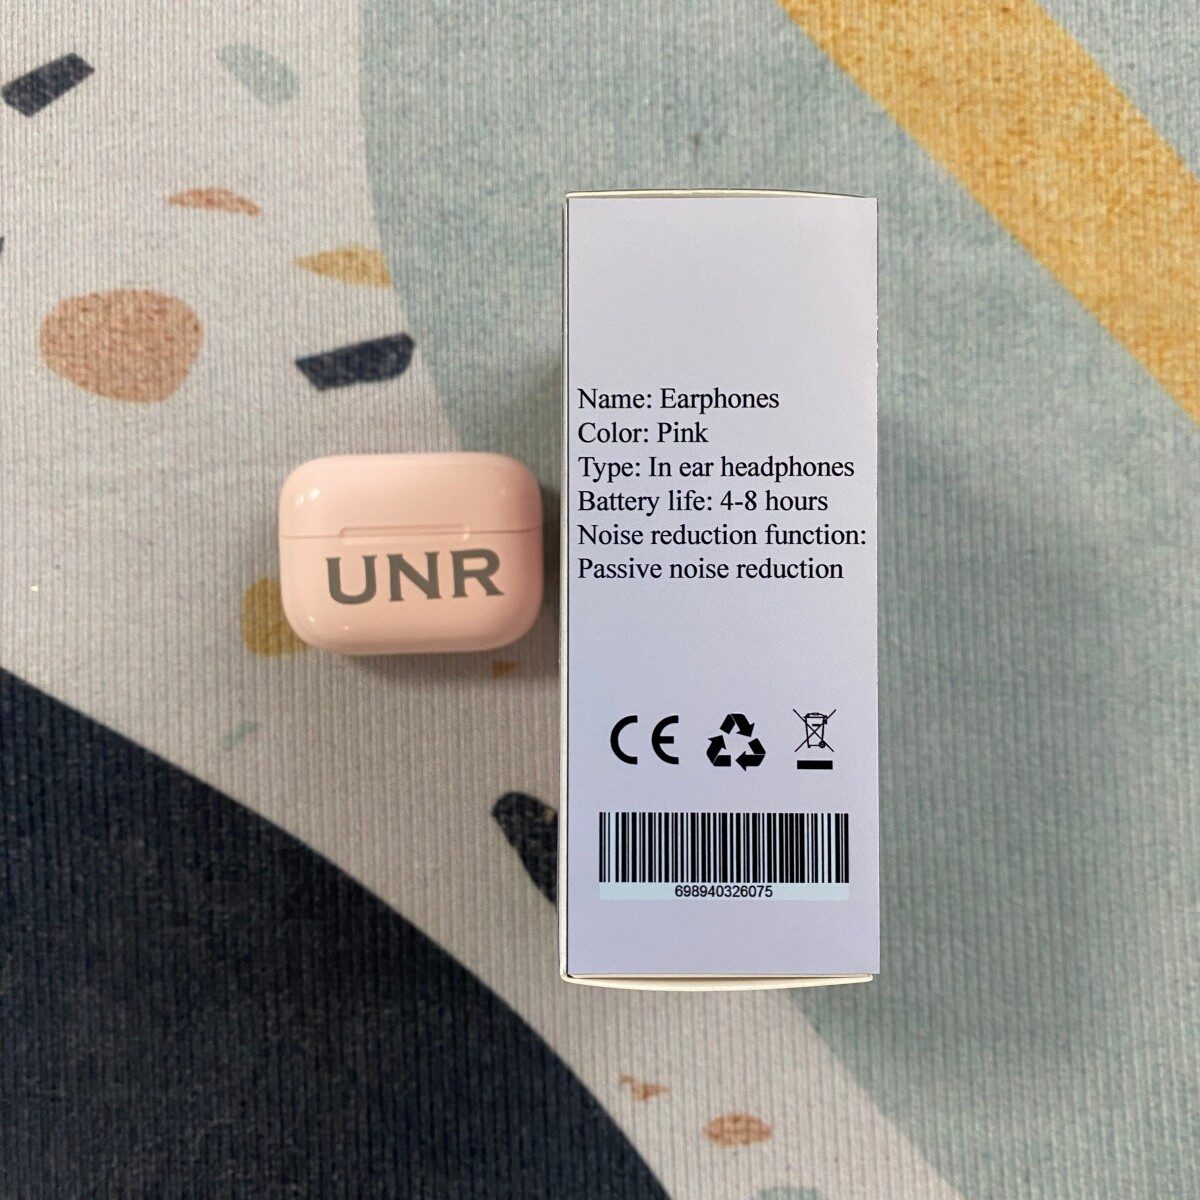 UNR
Name: Earphones
Color: Pink
Type: In ear headphones
Battery life: 4-8 hours
Noise reduction function:
Passive noise reduction
CE
698940326075